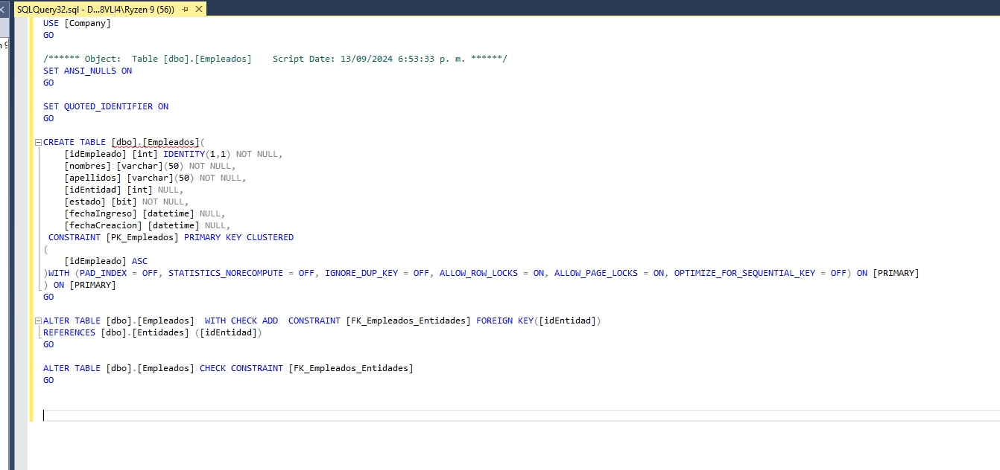 SQLQuery32.sql - D...8VLI4\Ryzen 9 (56))
USE [Company]
GO
/****** Object:  Table [dbo].[Empleados]    Script Date: 13/09/2024 6:53:33 p. m. ******/
SET ANSI_NULLS ON
GO
SET QUOTED_IDENTIFIER ON
GO
CREATE TABLE [dbo].[Empleados](
[idEmpleado] [int] IDENTITY(1,1) NOT NULL,
[nombres] [varchar](50) NOT NULL,
[apellidos] [varchar](50) NOT NULL,
[idEntidad] [int] NULL,
[estado] [bit] NOT NULL,
[fechaIngreso] [datetime] NULL,
[fechaCreacion] [datetime] NULL,
CONSTRAINT [PK_Empleados] PRIMARY KEY CLUSTERED
(
[idEmpleado] ASC
)WITH (PAD_INDEX = OFF, STATISTICS_NORECOMPUTE = OFF, IGNORE_DUP_KEY = OFF, ALLOW_ROW_LOCKS = ON, ALLOW_PAGE_LOCKS = ON, OPTIMIZE_FOR_SEQUENTIAL_KEY = OFF) ON [PRIMARY]
) ON [PRIMARY]
GO
ALTER TABLE [dbo].[Empleados]  WITH CHECK ADD  CONSTRAINT [FK_Empleados_Entidades] FOREIGN KEY([idEntidad])
REFERENCES [dbo].[Entidades] ([idEntidad])
GO
ALTER TABLE [dbo].[Empleados] CHECK CONSTRAINT [FK_Empleados_Entidades]
GO